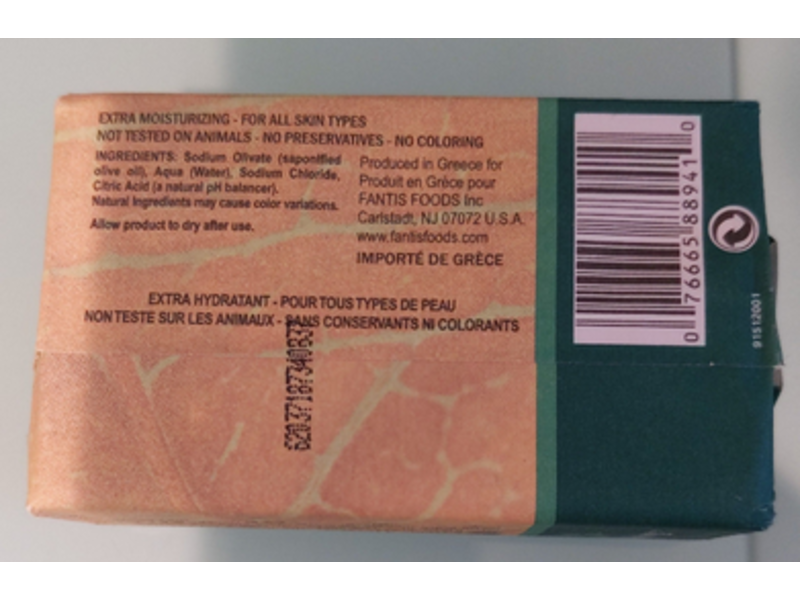 EXTRA MOISTURIZING - FOR ALL SKIN TYPES
NOT TESTED ON ANIMALS - NO PRESERVATIVES - NO COLORING
INGREDIENTS: Sodium Olivate (saponified
olive oil), Aqua (Water), Sodium Chloride,
Citric Acid (a natural pH balancer).
Natural Ingredients may cause color variations.
Allow product to dry after use.
Produced in Greece for
Produit en Grèce pour
FANTIS FOODS Inc
Carlstadt, NJ 07072 U.S.A.
www.fantisfoods.com
IMPORTÉ DE GRÈCE
EXTRA HYDRATANT - POUR TOUS TYPES DE PEAU
NON TESTE SUR LES ANIMAUX - SANS CONSERVANTS NI COLORANTS
0 76665 88941 0
91512001